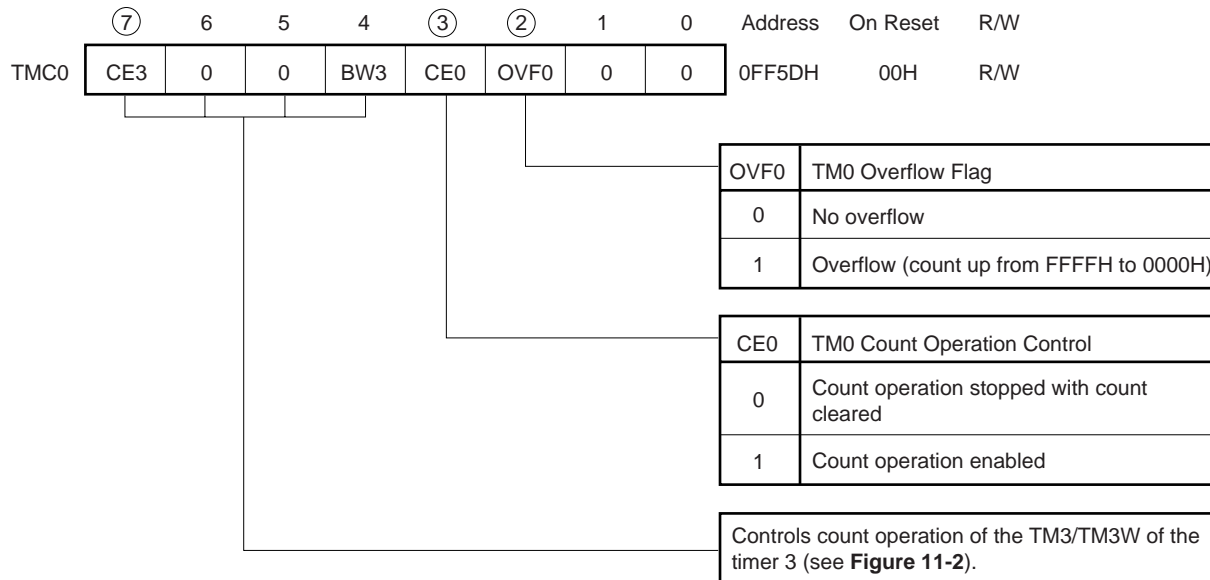 ⑦ 6 5 4 ③ ② 1 0 Address On Reset R/W
TMC0 CE3 0 0 BW3 CE0 OVF0 0 0 0FF5DH 00H R/W
OVF0 TM0 Overflow Flag
0 No overflow
1 Overflow (count up from FFFFH to 0000H)
CE0 TM0 Count Operation Control
0 Count operation stopped with count
cleared
1 Count operation enabled
Controls count operation of the TM3/TM3W of the
timer 3 (see Figure 11-2).